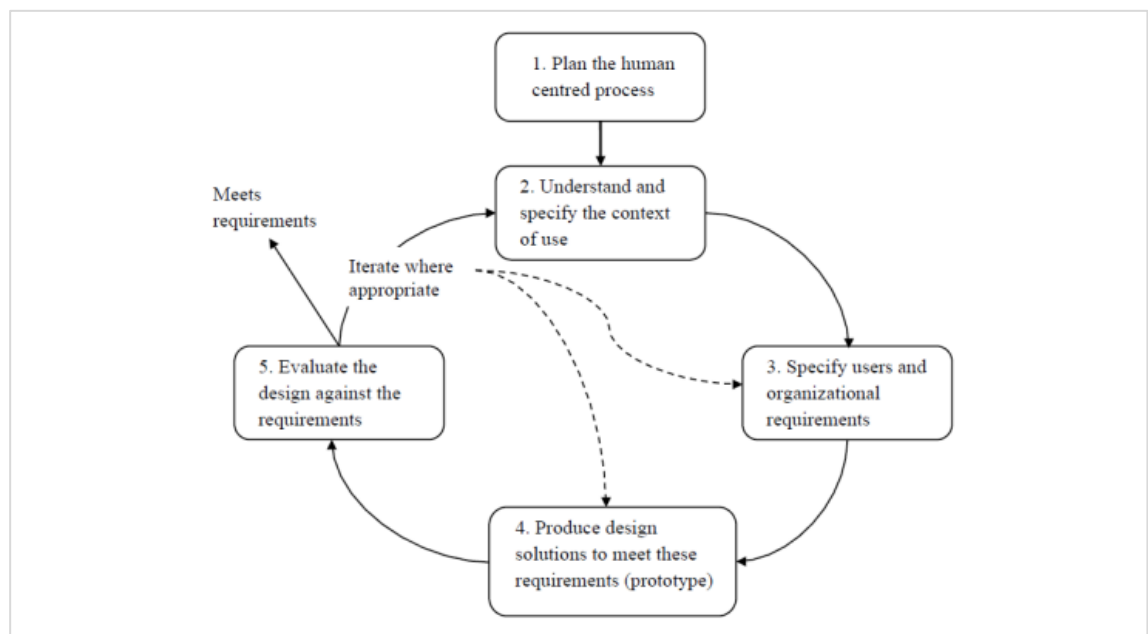 1. Plan the human
centred process
2. Understand and
specify the context
of use
Meets
requirements
Iterate where
appropriate
3. Specify users and
organizational
requirements
5. Evaluate the
design against the
requirements
4. Produce design
solutions to meet these
requirements (prototype)